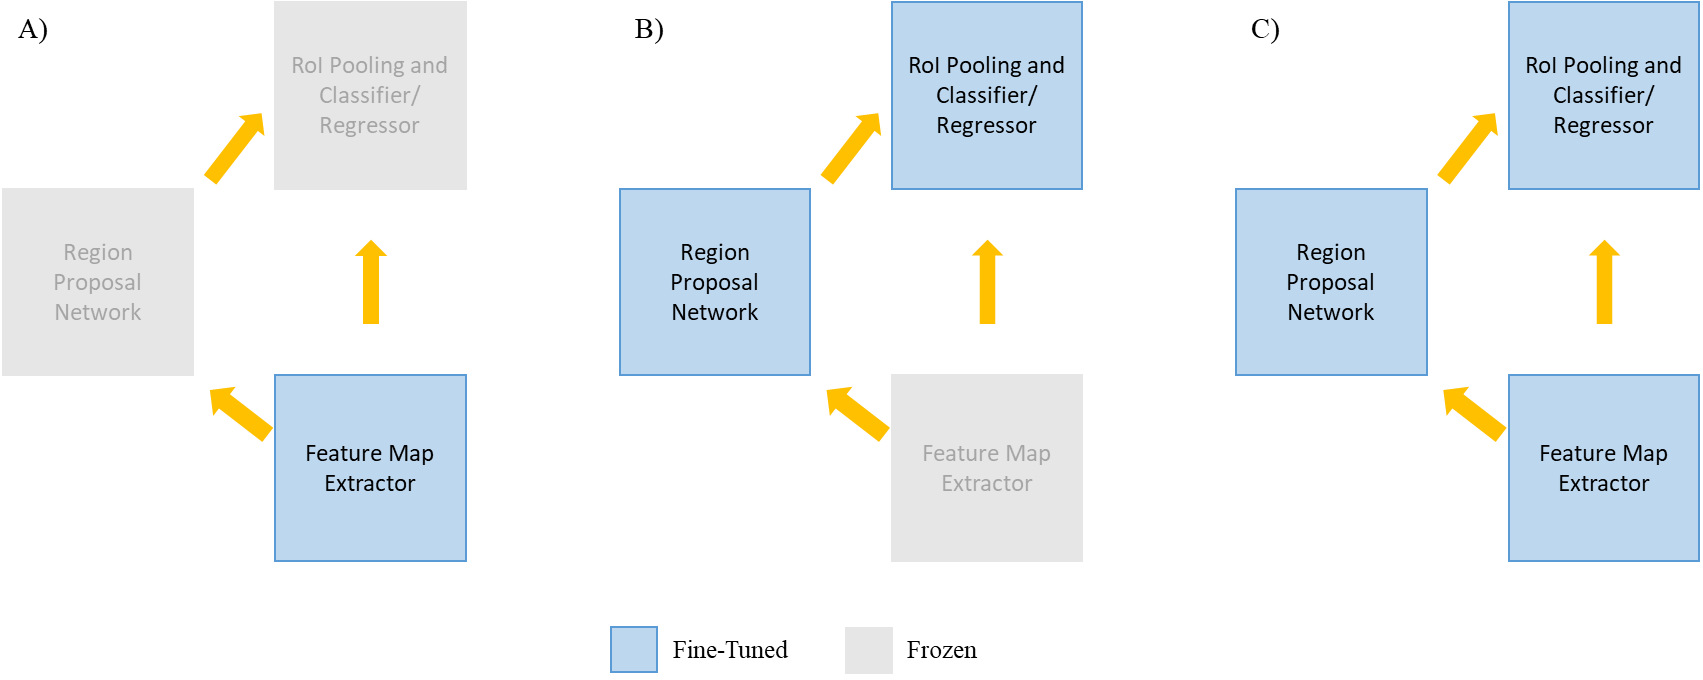 A)
RoI Pooling and
Classifier/
Regressor
Region
Proposal
Network
Feature Map
Extractor
B)
RoI Pooling and
Classifier/
Regressor
Region
Proposal
Network
Feature Map
Extractor
C)
RoI Pooling and
Classifier/
Regressor
Region
Proposal
Network
Feature Map
Extractor
Fine-Tuned
Frozen